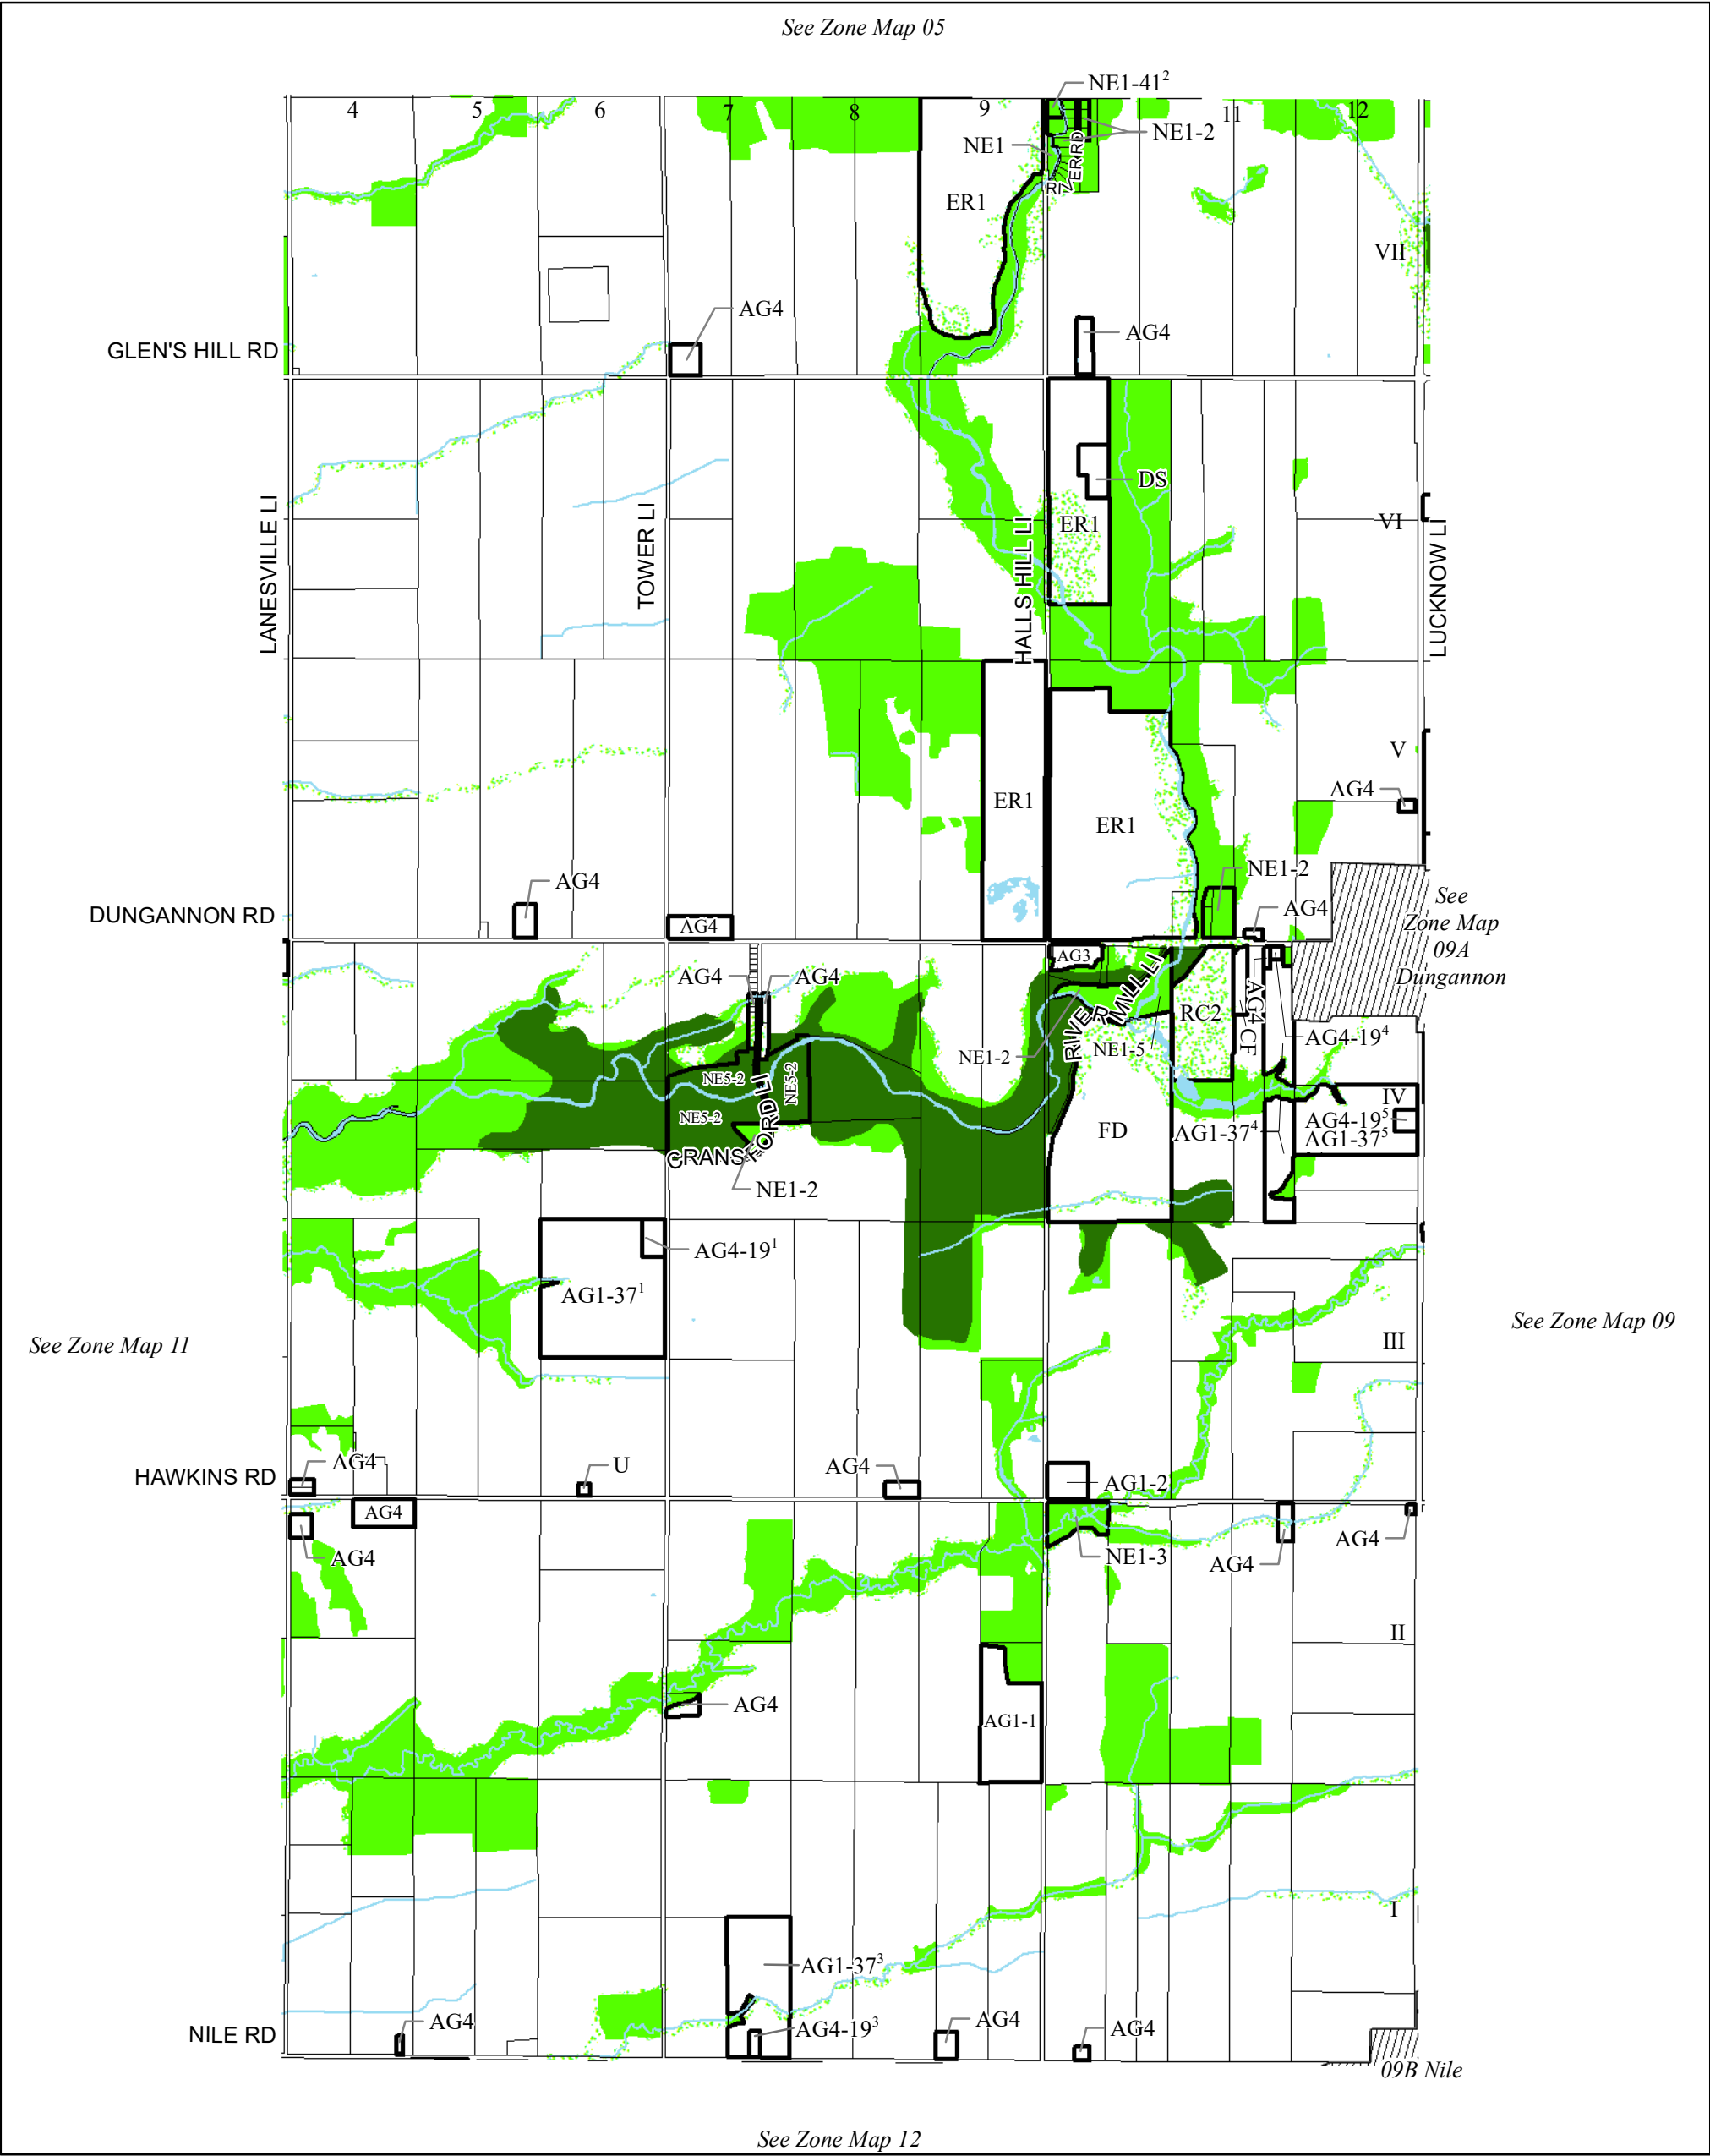 See Zone Map 05
NE1-41²
4
5
6
7
8
9
11
12
NE1-2
NE1
RIVER RD
ER1
VII
AG4
AG4
GLEN'S HILL RD
DS
LANESVILLE LI
TOWER LI
HALLS HILL LI
ER1
VI
LUCKNOW LI
V
AG4
ER1
ER1
NE1-2
AG4
AG4
See
Zone Map
09A
Dungannon
DUNGANNON RD
AG4
AG3
AG4
AG4
RIVER MILL LI
RC2
AG4
CF
AG4-19⁴
NE1-2
NE1-5
NE5-2
NE5-2
NE5-2
IV
AG4-19⁵
AG1-37⁵
AG1-37⁴
FD
CRANSFORD LI
NE1-2
AG4-19¹
AG1-37¹
See Zone Map 11
See Zone Map 09
III
HAWKINS RD
AG4
U
AG4
AG1-2
AG4
AG4
NE1-3
AG4
AG4
II
AG4
AG1-1
I
AG1-37³
NILE RD
AG4
AG4-19³
AG4
AG4
09B Nile
See Zone Map 12